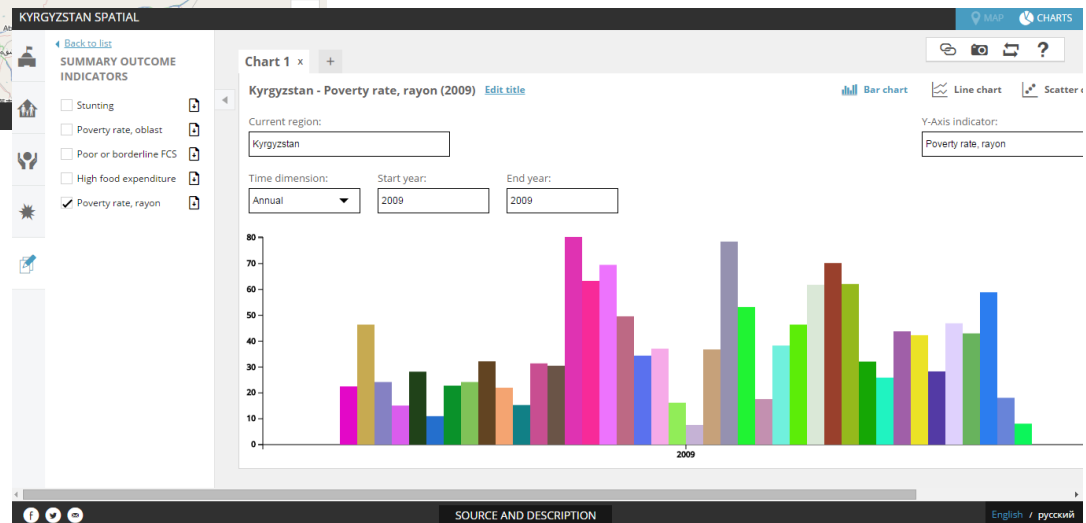 KYRGYZSTAN SPATIAL
MAP
CHARTS
Back to list
SUMMARY OUTCOME
INDICATORS
Stunting
Poverty rate, oblast
Poor or borderline FCS
High food expenditure
Poverty rate, rayon
Chart 1 x +
?
Kyrgyzstan - Poverty rate, rayon (2009) Edit title
Bar chart
Line chart
Scatter
Current region:
Kyrgyzstan
Y-Axis indicator:
Poverty rate, rayon
Time dimension:
Start year:
End year:
Annual
2009
2009
80
70
60
50
40
30
20
10
0
2009
SOURCE AND DESCRIPTION
English / русский